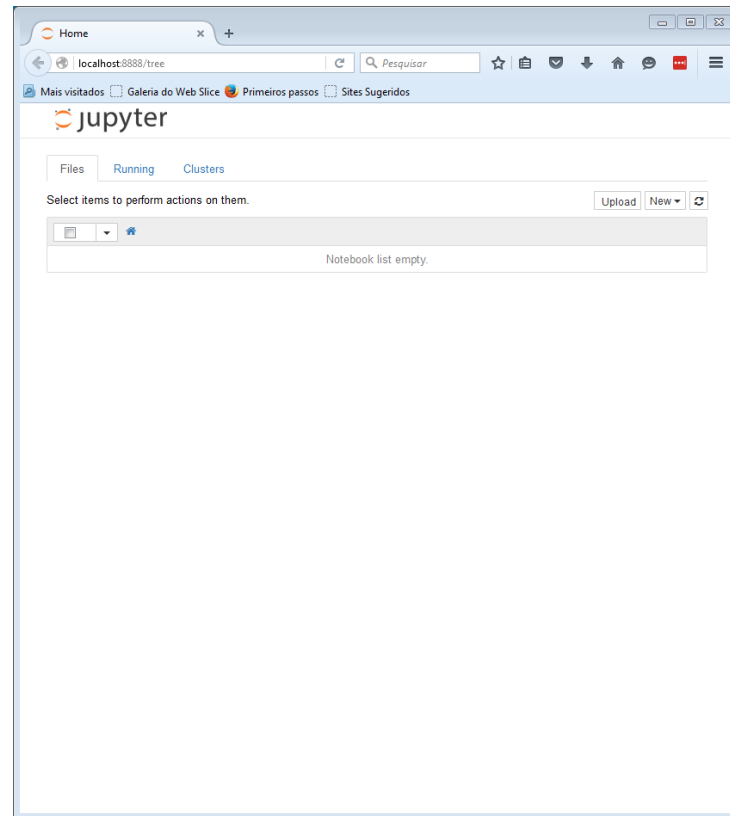 Home
localhost:8888/tree
Pesquisar
Mais visitados Galeria do Web Slice Primeiros passos Sites Sugeridos
jupyter
Files Running Clusters
Select items to perform actions on them. Upload New
Notebook list empty.